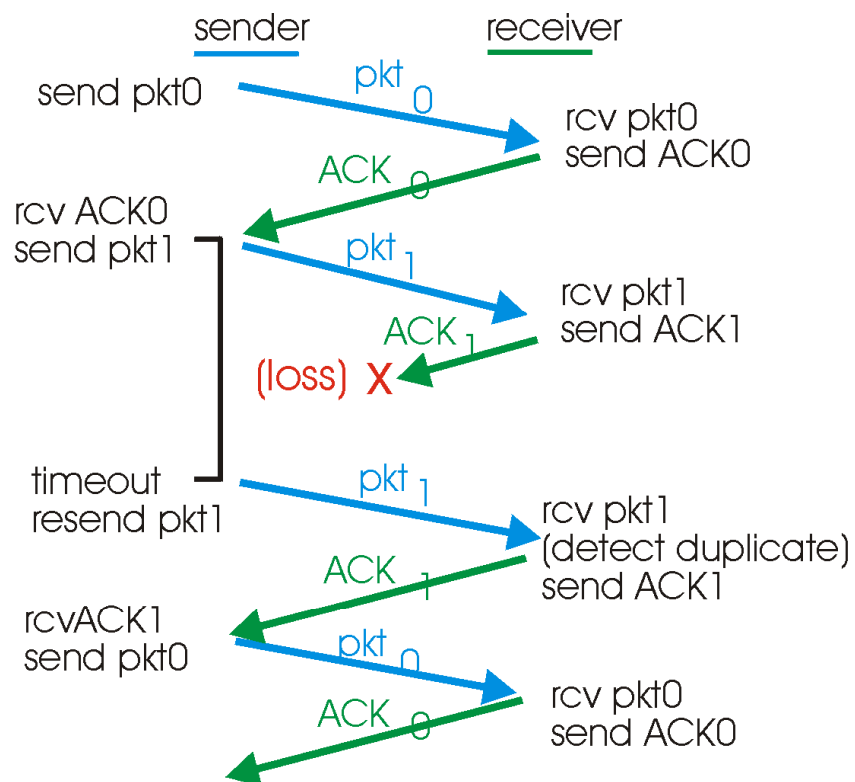 sender
receiver
send pkt0
pkt 0
rcv pkt0
send ACK0
ACK 0
rcv ACK0
send pkt1
pkt 1
rcv pkt1
send ACK1
ACK 1
(loss) X
timeout
resend pkt1
pkt 1
rcv pkt1
(detect duplicate)
send ACK1
ACK 1
rcvACK1
send pkt0
pkt 0
rcv pkt0
send ACK0
ACK 0